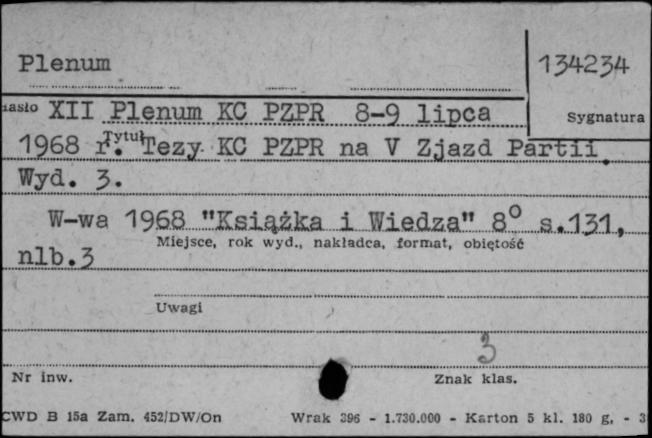 Plenum
134234
Sygnatura
XII Plenum KC PZPR 8-9 lipca
Tytuł
1968 r. Tezy KC PZPR na V Zjazd Partii.
Wyd. 3.
W-wa 1968 "Książka i Wiedza" 8° s.131,
Miejsce, rok wyd., nakładca, format, obiętość
nlb.3
Uwagi
3
Nr inw.
Znak klas.
CWD B 15a Zam. 452/DW/On
Wrak 396 - 1.730.000 - Karton 5 kl. 180 g. - 3